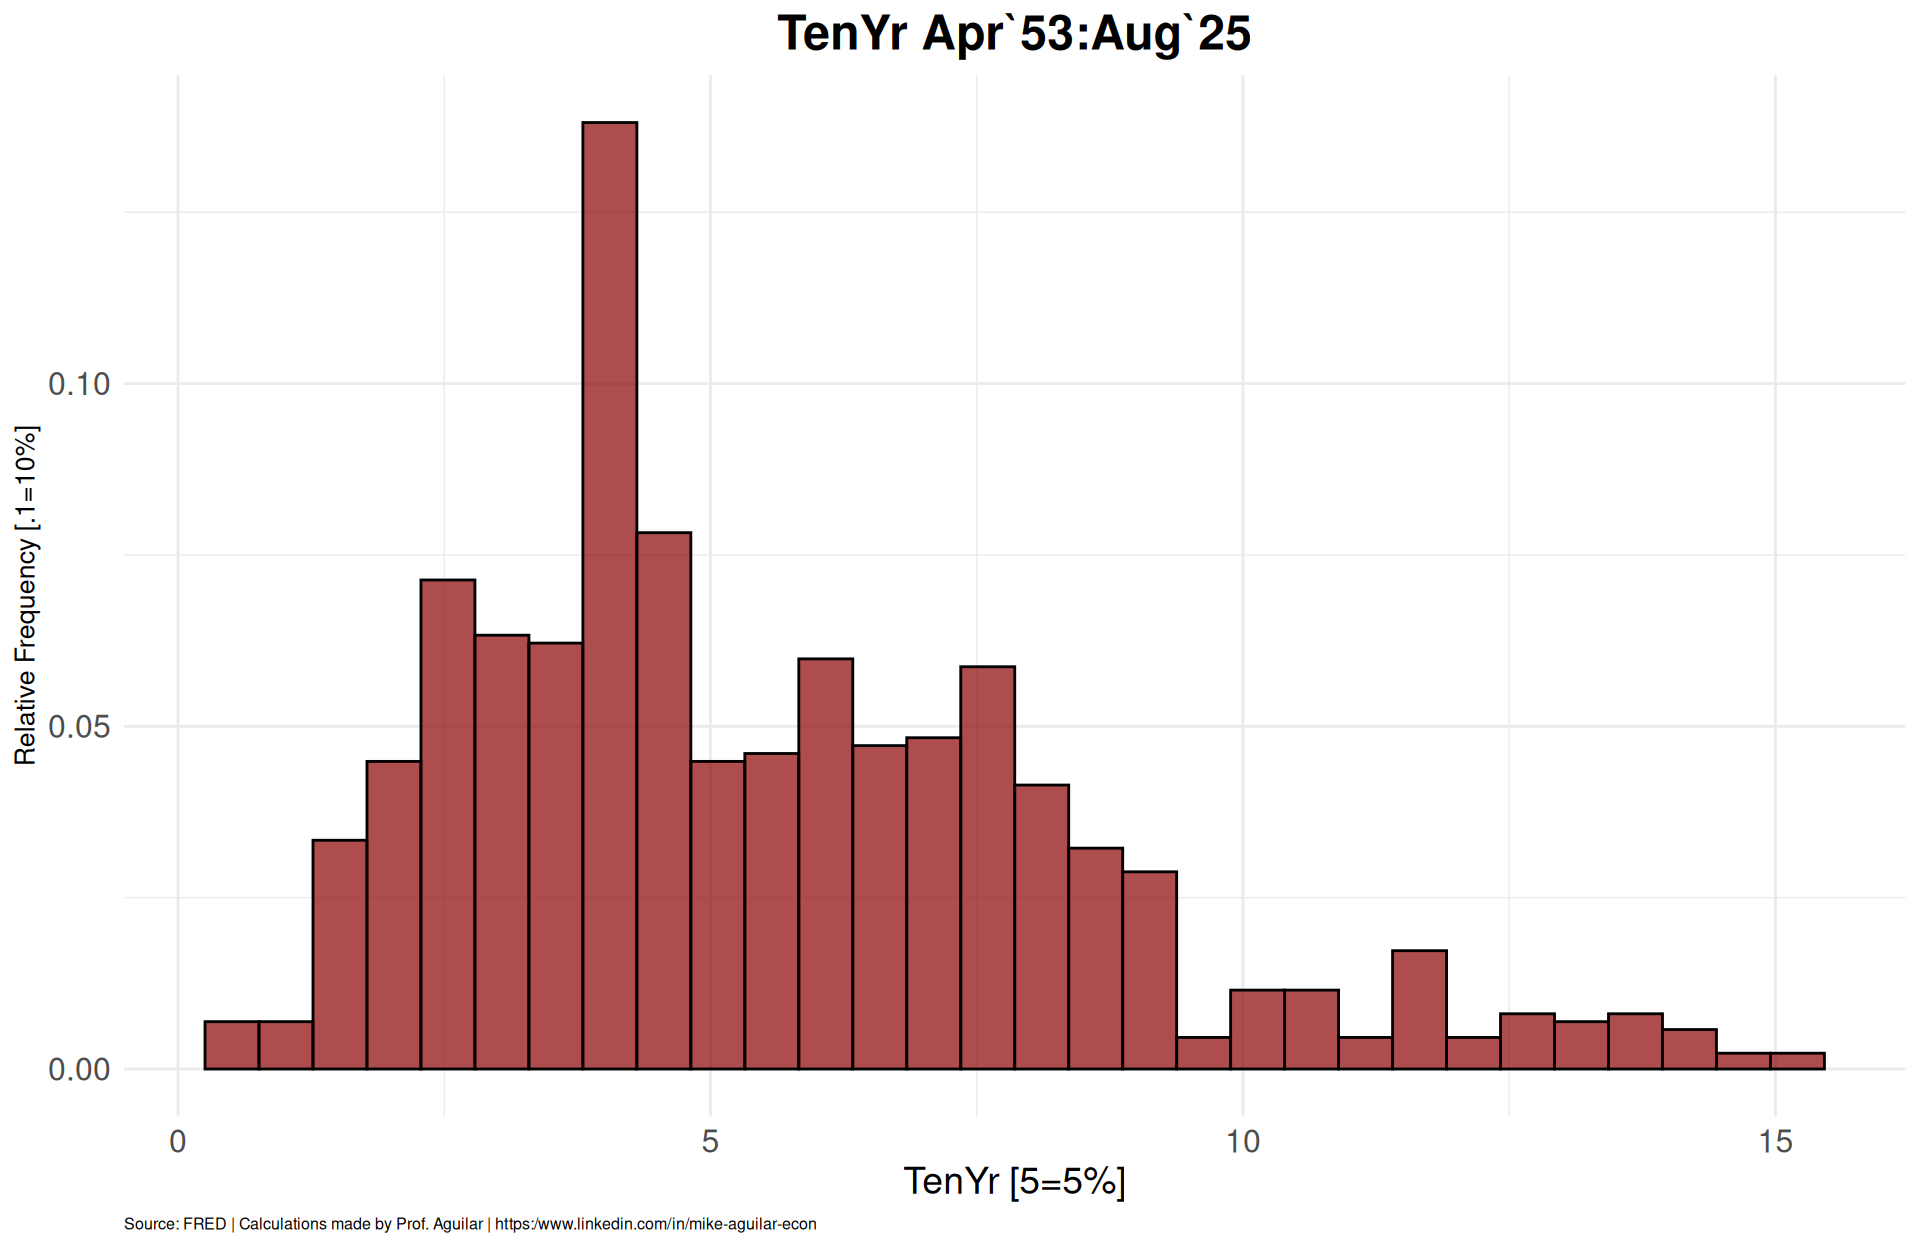 TenYr Apr`53:Aug`25
Relative Frequency [.1=10%]
0.10
0.05
0.00
0
5
10
15
TenYr [5=5%]
Source: FRED | Calculations made by Prof. Aguilar | https:/www.linkedin.com/in/mike-aguilar-econ